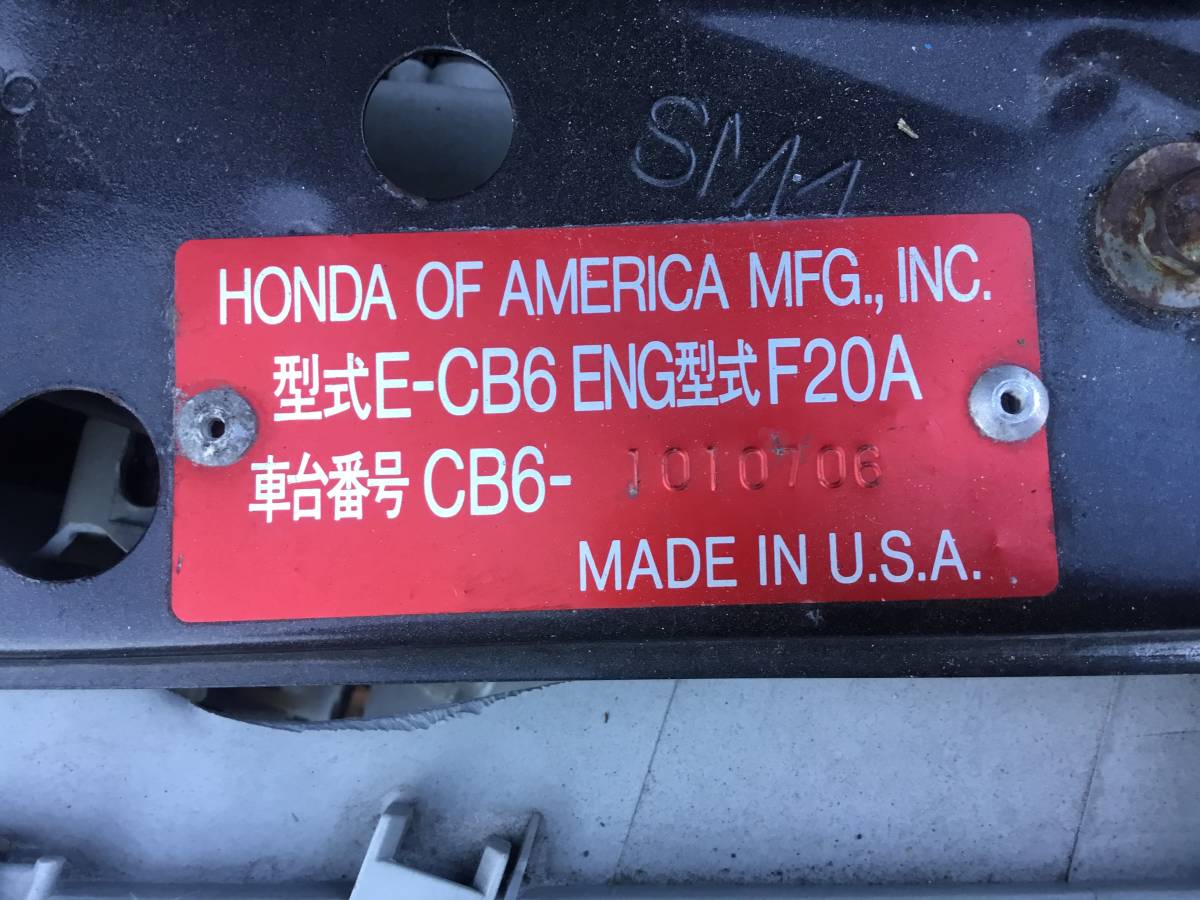 SM4
HONDA OF AMERICA MFG., INC.
型式E-CB6 ENG型式F20A
車台番号 CB6- 1010706
MADE IN U.S.A.